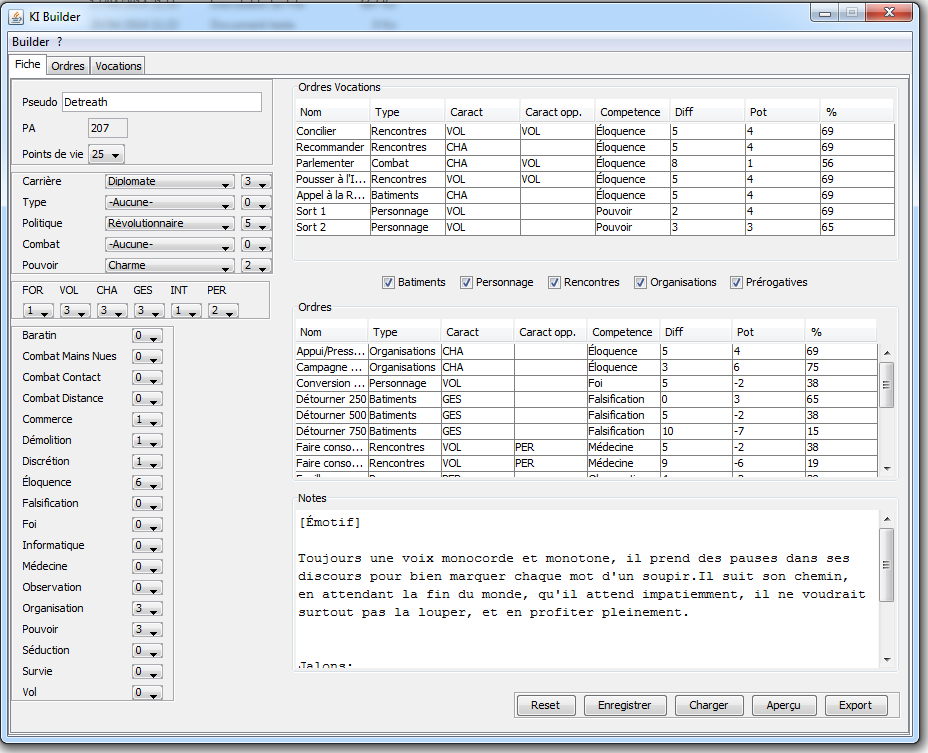 KI Builder
Builder ?
Fiche Ordres Vocations
Pseudo Detreath
PA 207
Points de vie 25
Carrière Diplomate 3
Type -Aucune- 0
Politique Révolutionnaire 5
Combat -Aucune- 0
Pouvoir Charme 2
FOR VOL CHA GES INT PER
1 3 3 3 1 2
Baratin 0
Combat Mains Nues 0
Combat Contact 0
Combat Distance 0
Commerce 1
Démolition 1
Discrétion 1
Éloquence 6
Falsification 0
Foi 0
Informatique 0
Médecine 0
Observation 0
Organisation 3
Pouvoir 3
Séduction 0
Survie 0
Vol 0
Ordres Vocations
Nom Type Caract Caract opp. Competence Diff Pot %
Concilier Rencontres VOL VOL Éloquence 5 4 69
Recommander Rencontres CHA Éloquence 5 4 69
Parlementer Combat CHA VOL Éloquence 8 1 56
Pousser à l'I... Rencontres VOL VOL Éloquence 5 4 69
Appel à la R... Batiments CHA Éloquence 5 4 69
Sort 1 Personnage VOL Pouvoir 2 4 69
Sort 2 Personnage VOL Pouvoir 3 3 65
Batiments Personnage Rencontres Organisations Prérogatives
Ordres
Nom Type Caract Caract opp. Competence Diff Pot %
Appui/Press... Organisations CHA Éloquence 5 4 69
Campagne ... Organisations CHA Éloquence 3 6 75
Conversion ... Personnage VOL Foi 5 -2 38
Détourner 250 Batiments GES Falsification 0 3 65
Détourner 500 Batiments GES Falsification 5 -2 38
Détourner 750 Batiments GES Falsification 10 -7 15
Faire conso... Rencontres VOL PER Médecine 5 -2 38
Faire conso... Rencontres VOL PER Médecine 9 -6 19
Notes
[Émotif]
Toujours une voix monocorde et monotone, il prend des pauses dans ses
discours pour bien marquer chaque mot d'un soupir.Il suit son chemin,
en attendant la fin du monde, qu'il attend impatiemment, il ne voudrait
surtout pas la louper, et en profiter pleinement.
Jalons:
Reset Enregistrer Charger Aperçu Export